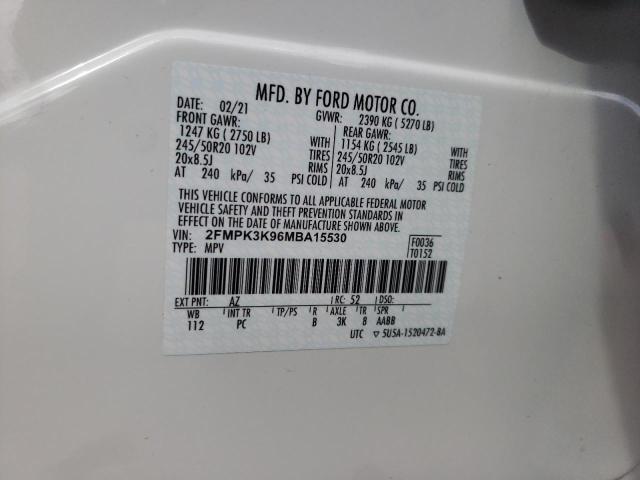 MFD. BY FORD MOTOR CO.
DATE: 02/21 GVWR: 2390 KG ( 5270 LB)
FRONT GAWR: REAR GAWR:
1247 KG ( 2750 LB) WITH 1154 KG ( 2545 LB) WITH
245/50R20 102V TIRES 245/50R20 102V TIRES
20x8.5J RIMS 20x8.5J RIMS
AT 240 kPa/ 35 PSI COLD AT 240 kPa/ 35 PSI COLD
THIS VEHICLE CONFORMS TO ALL APPLICABLE FEDERAL MOTOR
VEHICLE SAFETY AND THEFT PREVENTION STANDARDS IN
EFFECT ON THE DATE OF MANUFACTURE SHOWN ABOVE.
VIN: 2FMPK3K96MBA15530 F0036
TYPE: MPV T0152
EXT PNT: AZ RC: 52 DSO:
WB INT TR TP/PS R AXLE TR SPR
112 PC B 3K 8 AABB
UTC ▽ 5U5A-1520472-BA